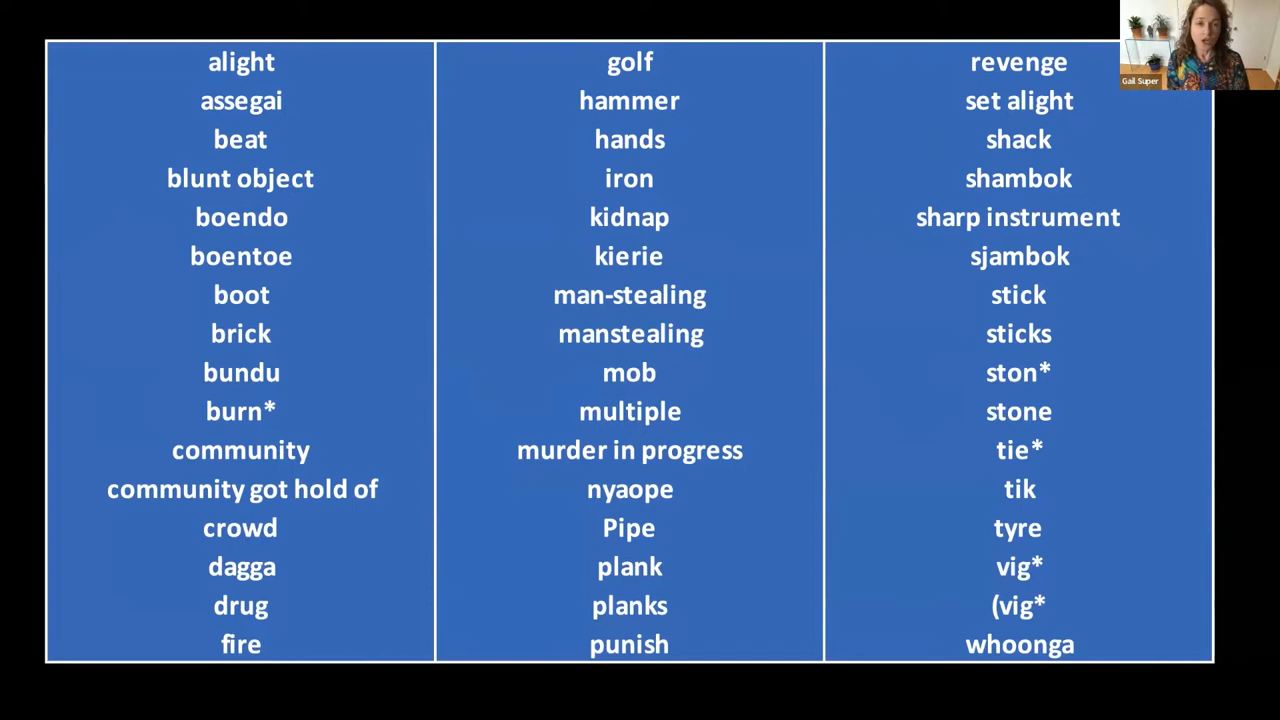 alight
assegai
beat
blunt object
boendo
boentoe
boot
brick
bundu
burn*
community
community got hold of
crowd
dagga
drug
fire
golf
hammer
hands
iron
kidnap
kierie
man-stealing
manstealing
mob
multiple
murder in progress
nyaope
Pipe
plank
planks
punish
revenge
set alight
shack
shambok
sharp instrument
sjambok
stick
sticks
ston*
stone
tie*
tik
tyre
vig*
(vig*
whoonga
Gail Super